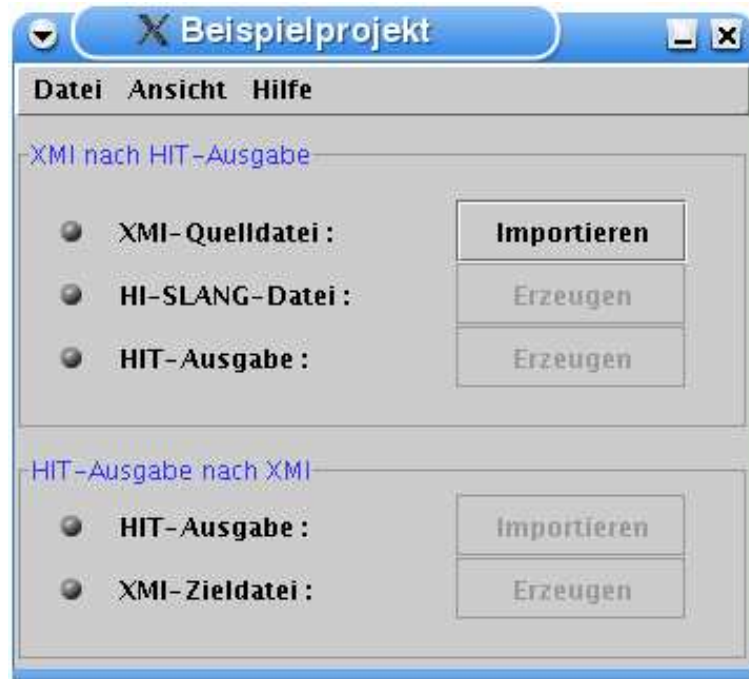 Beispielprojekt
Datei Ansicht Hilfe
XMI nach HIT-Ausgabe
XMI-Quelldatei: Importieren
HI-SLANG-Datei: Erzeugen
HIT-Ausgabe: Erzeugen
HIT-Ausgabe nach XMI
HIT-Ausgabe: Importieren
XMI-Zieldatei: Erzeugen